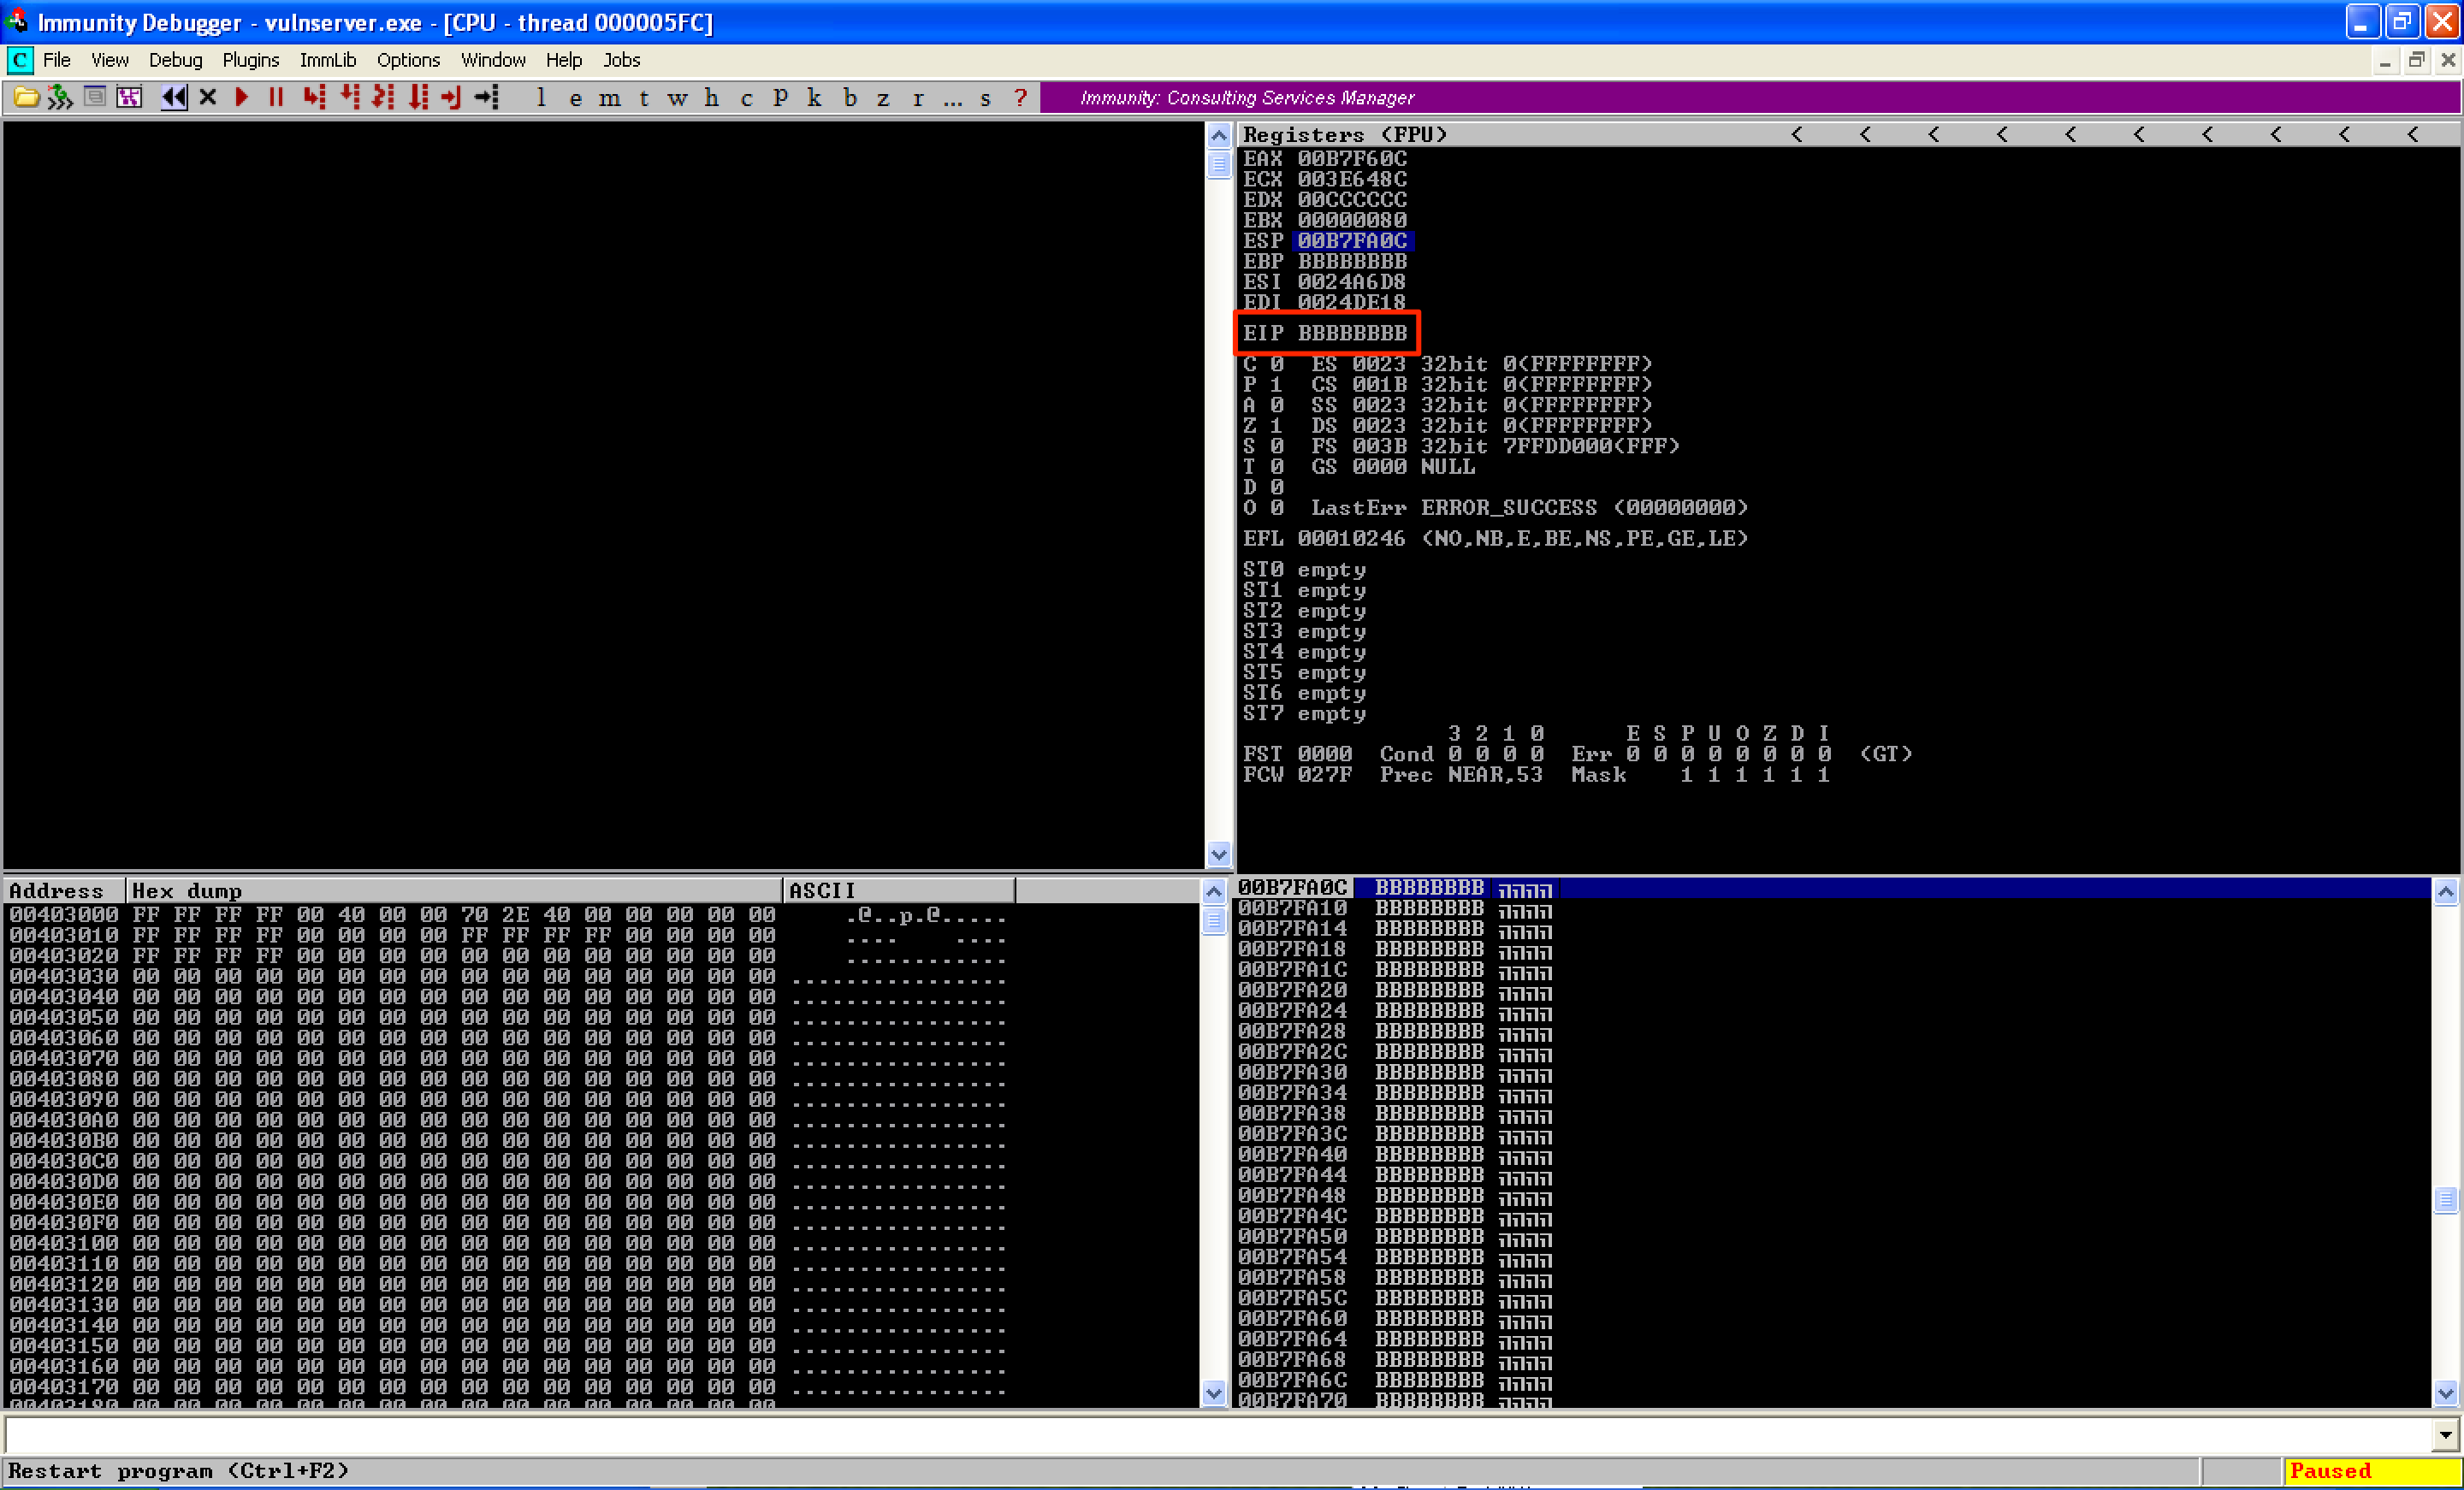 Immunity Debugger - vulnserver.exe - [CPU - thread 000005FC]
C File View Debug Plugins ImmLib Options Window Help Jobs
l e m t w h c P k b z r ... s ? Immunity: Consulting Services Manager
Registers (FPU) < < < < < < < < < <
EAX 00B7F60C
ECX 003E648C
EDX 00CCCCCC
EBX 00000080
ESP 00B7FA0C
EBP BBBBBBBB
ESI 0024A6D8
EDI 0024DE18
EIP BBBBBBBB
C 0 ES 0023 32bit 0(FFFFFFFF)
P 1 CS 001B 32bit 0(FFFFFFFF)
A 0 SS 0023 32bit 0(FFFFFFFF)
Z 1 DS 0023 32bit 0(FFFFFFFF)
S 0 FS 003B 32bit 7FFDD000(FFF)
T 0 GS 0000 NULL
D 0
O 0 LastErr ERROR_SUCCESS (00000000)
EFL 00010246 (NO,NB,E,BE,NS,PE,GE,LE)
ST0 empty
ST1 empty
ST2 empty
ST3 empty
ST4 empty
ST5 empty
ST6 empty
ST7 empty
3 2 1 0 E S P U O Z D I
FST 0000 Cond 0 0 0 0 Err 0 0 0 0 0 0 0 0 (GT)
FCW 027F Prec NEAR,53 Mask 1 1 1 1 1 1
Address Hex dump ASCII
00403000 FF FF FF FF 00 40 00 00 70 2E 40 00 00 00 00 00 .@..p.@.....
00403010 FF FF FF FF 00 00 00 00 FF FF FF FF 00 00 00 00 .... ....
00403020 FF FF FF FF 00 00 00 00 00 00 00 00 00 00 00 00 ............
00403030 00 00 00 00 00 00 00 00 00 00 00 00 00 00 00 00 ................
00403040 00 00 00 00 00 00 00 00 00 00 00 00 00 00 00 00 ................
00403050 00 00 00 00 00 00 00 00 00 00 00 00 00 00 00 00 ................
00403060 00 00 00 00 00 00 00 00 00 00 00 00 00 00 00 00 ................
00403070 00 00 00 00 00 00 00 00 00 00 00 00 00 00 00 00 ................
00403080 00 00 00 00 00 00 00 00 00 00 00 00 00 00 00 00 ................
00403090 00 00 00 00 00 00 00 00 00 00 00 00 00 00 00 00 ................
004030A0 00 00 00 00 00 00 00 00 00 00 00 00 00 00 00 00 ................
004030B0 00 00 00 00 00 00 00 00 00 00 00 00 00 00 00 00 ................
004030C0 00 00 00 00 00 00 00 00 00 00 00 00 00 00 00 00 ................
004030D0 00 00 00 00 00 00 00 00 00 00 00 00 00 00 00 00 ................
004030E0 00 00 00 00 00 00 00 00 00 00 00 00 00 00 00 00 ................
004030F0 00 00 00 00 00 00 00 00 00 00 00 00 00 00 00 00 ................
00403100 00 00 00 00 00 00 00 00 00 00 00 00 00 00 00 00 ................
00403110 00 00 00 00 00 00 00 00 00 00 00 00 00 00 00 00 ................
00403120 00 00 00 00 00 00 00 00 00 00 00 00 00 00 00 00 ................
00403130 00 00 00 00 00 00 00 00 00 00 00 00 00 00 00 00 ................
00403140 00 00 00 00 00 00 00 00 00 00 00 00 00 00 00 00 ................
00403150 00 00 00 00 00 00 00 00 00 00 00 00 00 00 00 00 ................
00403160 00 00 00 00 00 00 00 00 00 00 00 00 00 00 00 00 ................
00403170 00 00 00 00 00 00 00 00 00 00 00 00 00 00 00 00 ................
00403180 00 00 00 00 00 00 00 00 00 00 00 00 00 00 00 00
00B7FA0C BBBBBBBB ╗╗╗╗
00B7FA10 BBBBBBBB ╗╗╗╗
00B7FA14 BBBBBBBB ╗╗╗╗
00B7FA18 BBBBBBBB ╗╗╗╗
00B7FA1C BBBBBBBB ╗╗╗╗
00B7FA20 BBBBBBBB ╗╗╗╗
00B7FA24 BBBBBBBB ╗╗╗╗
00B7FA28 BBBBBBBB ╗╗╗╗
00B7FA2C BBBBBBBB ╗╗╗╗
00B7FA30 BBBBBBBB ╗╗╗╗
00B7FA34 BBBBBBBB ╗╗╗╗
00B7FA38 BBBBBBBB ╗╗╗╗
00B7FA3C BBBBBBBB ╗╗╗╗
00B7FA40 BBBBBBBB ╗╗╗╗
00B7FA44 BBBBBBBB ╗╗╗╗
00B7FA48 BBBBBBBB ╗╗╗╗
00B7FA4C BBBBBBBB ╗╗╗╗
00B7FA50 BBBBBBBB ╗╗╗╗
00B7FA54 BBBBBBBB ╗╗╗╗
00B7FA58 BBBBBBBB ╗╗╗╗
00B7FA5C BBBBBBBB ╗╗╗╗
00B7FA60 BBBBBBBB ╗╗╗╗
00B7FA64 BBBBBBBB ╗╗╗╗
00B7FA68 BBBBBBBB ╗╗╗╗
00B7FA6C BBBBBBBB ╗╗╗╗
00B7FA70 BBBBBBBB ╗╗╗╗
Restart program (Ctrl+F2)
Paused